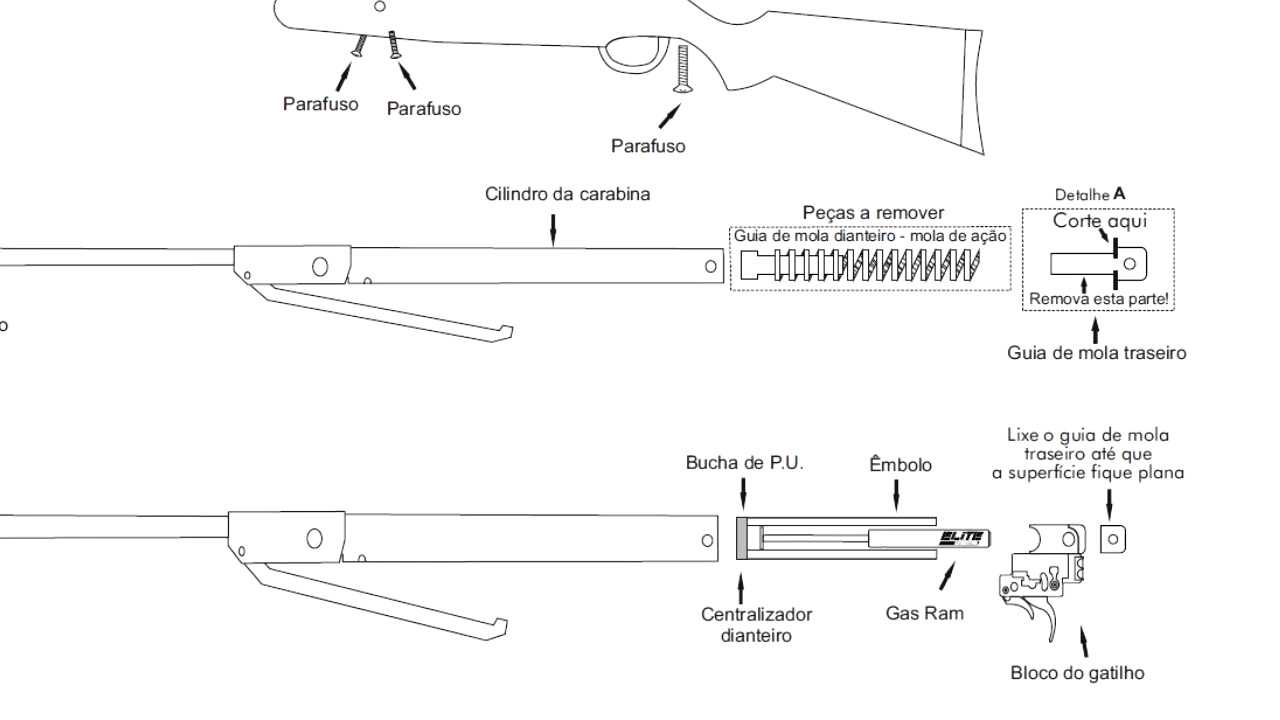 Parafuso
Parafuso
Parafuso
Cilindro da carabina
Peças a remover
Guia de mola dianteiro - mola de ação
Detalhe A
Corte aqui
Remova esta parte!
Guia de mola traseiro
o
Lixe o guia de mola
traseiro até que
a superfície fique plana
Bucha de P.U.
Êmbolo
ELITE
Centralizador
dianteiro
Gas Ram
Bloco do gatilho